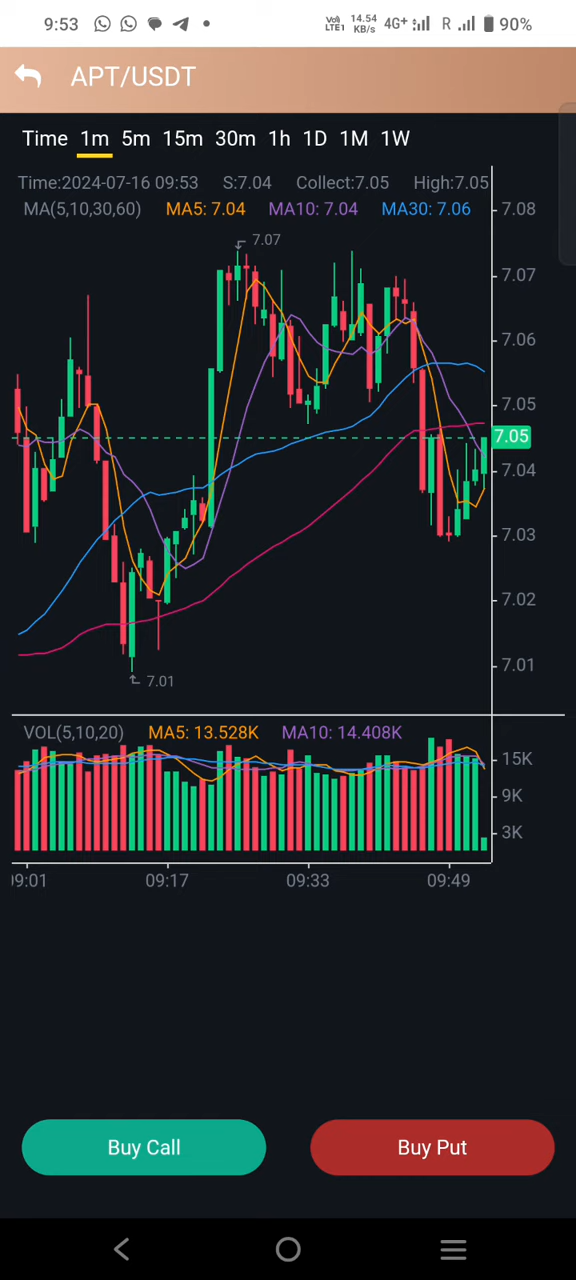 9:53 Vo) LTE1 14.54 KB/s 4G+ R 90%
APT/USDT
Time 1m 5m 15m 30m 1h 1D 1M 1W
Time:2024-07-16 09:53 S:7.04 Collect:7.05 High:7.05
MA(5,10,30,60) MA5: 7.04 MA10: 7.04 MA30: 7.06
7.08
7.07
7.07
7.06
7.05
7.05
7.04
7.03
7.02
7.01
7.01
VOL(5,10,20) MA5: 13.528K MA10: 14.408K
15K
9K
3K
09:01 09:17 09:33 09:49
Buy Call Buy Put